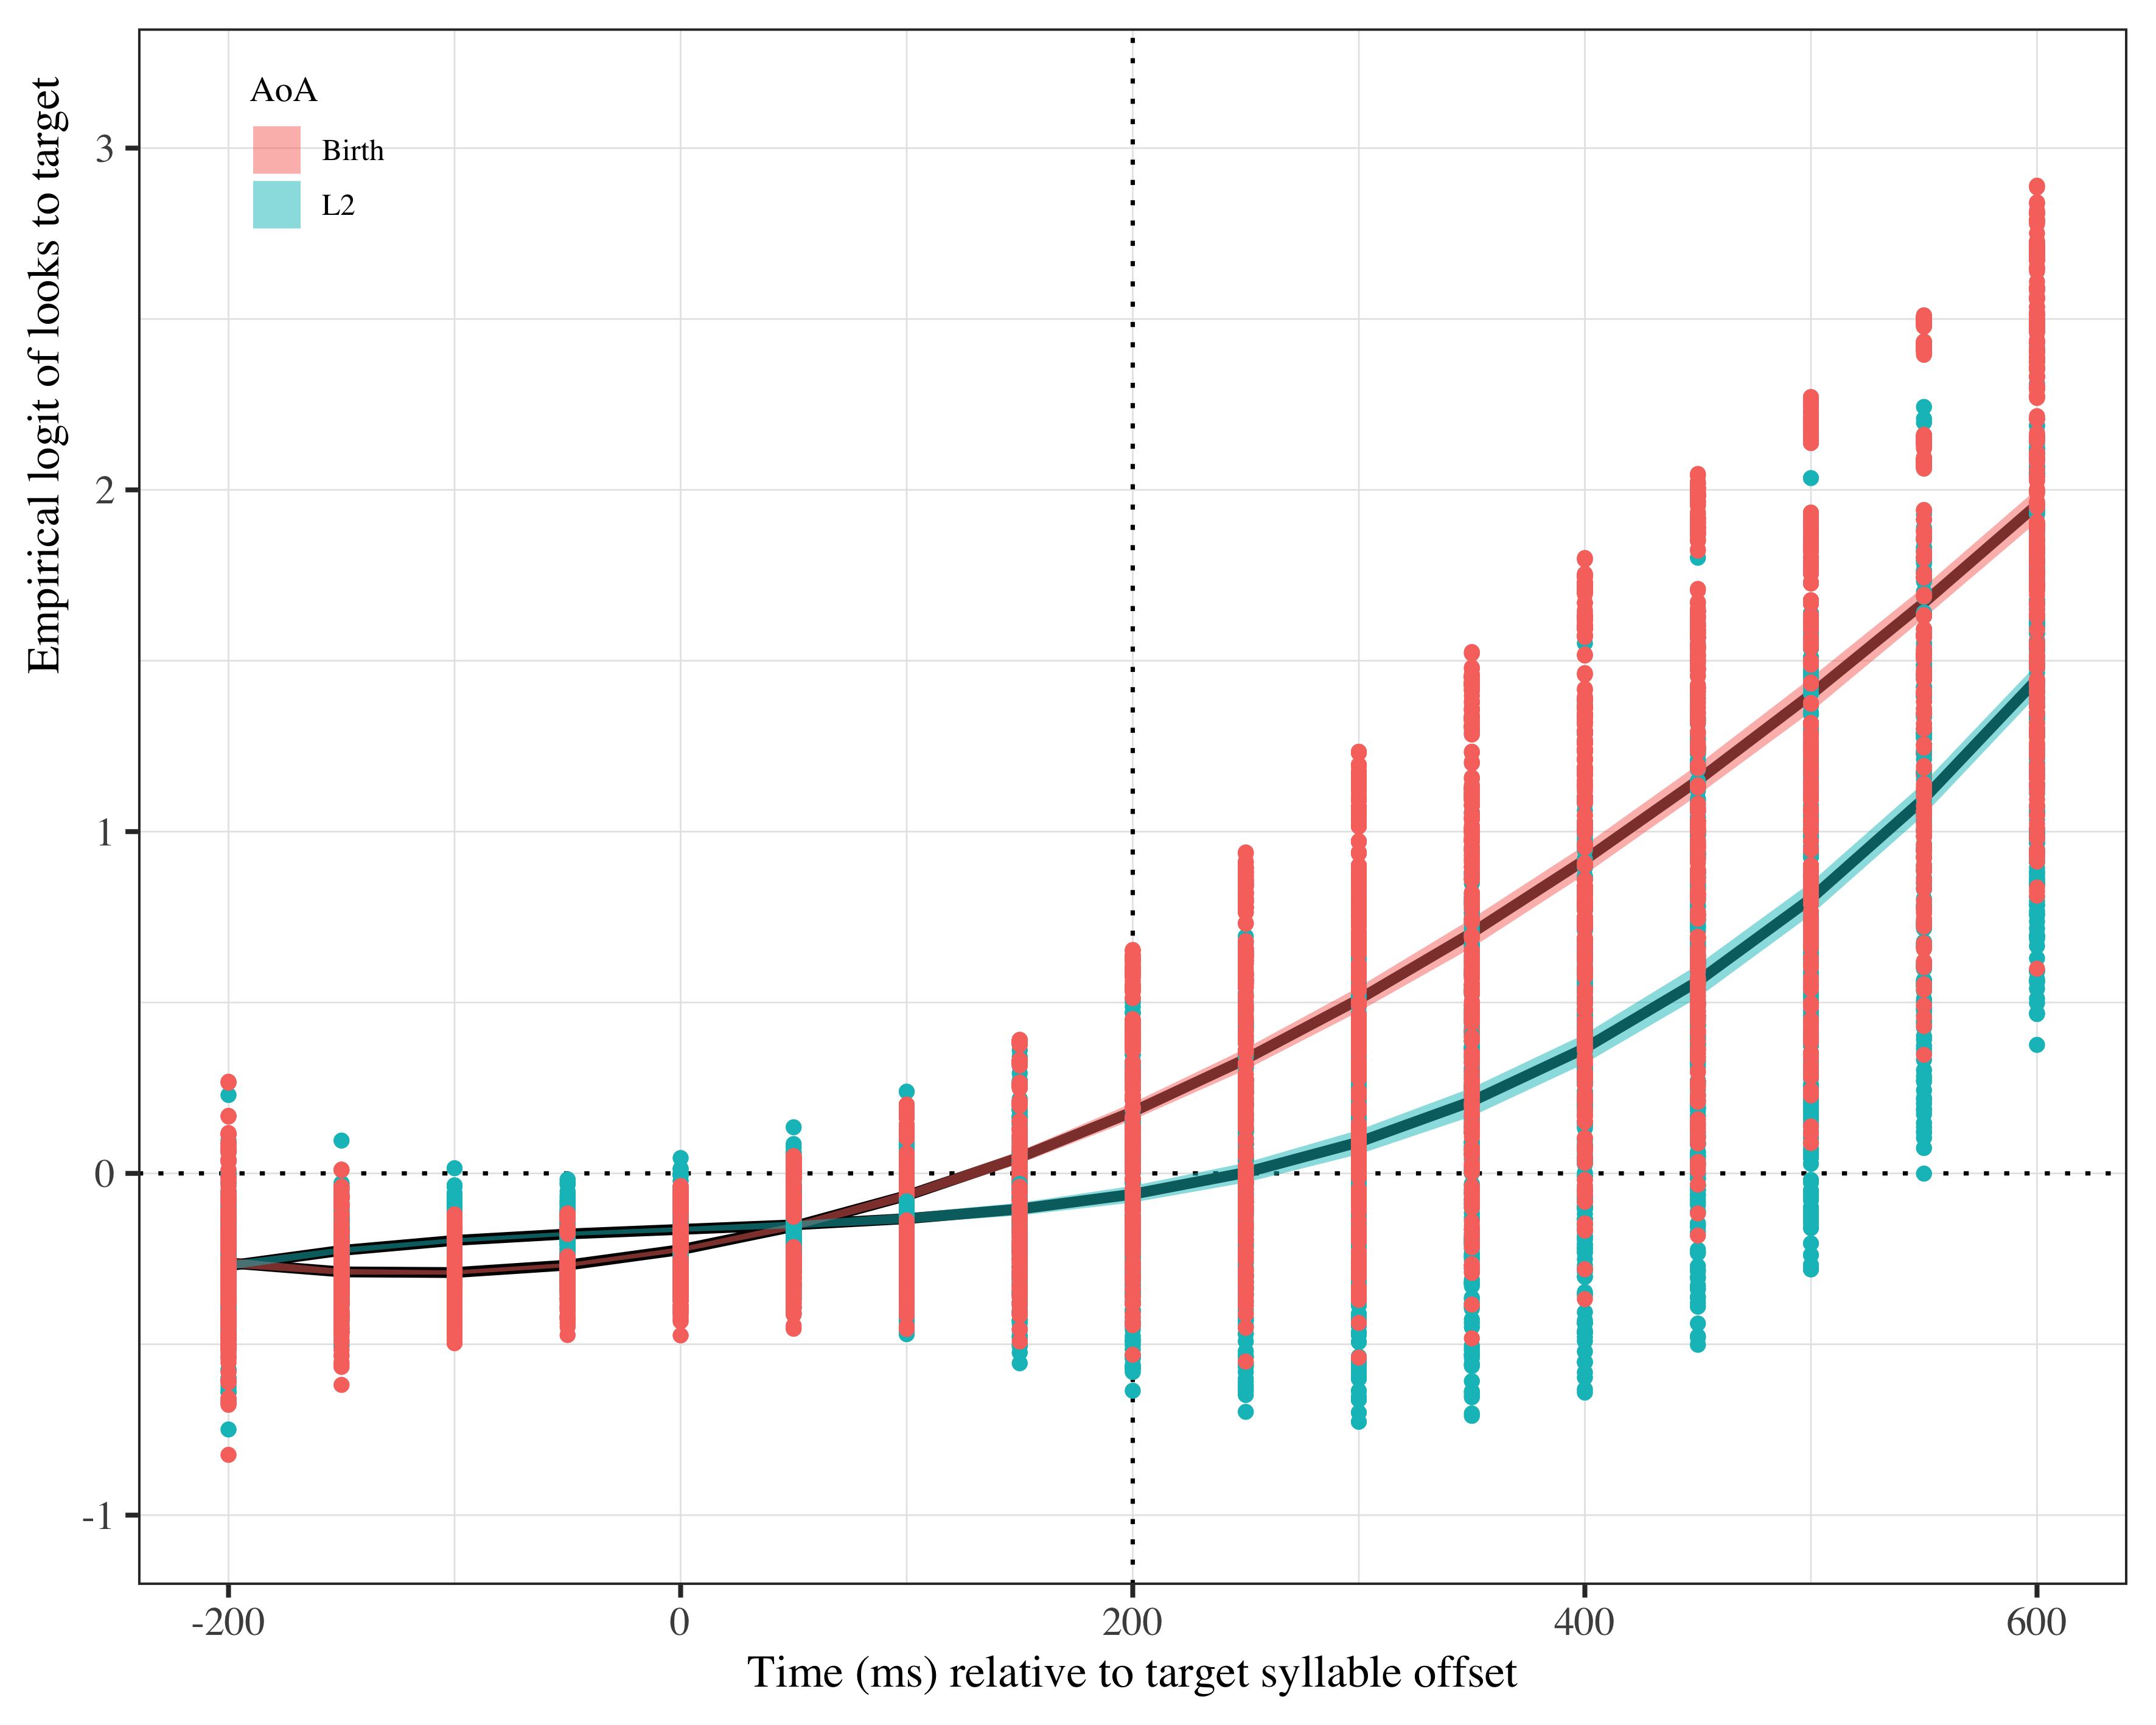 Empirical logit of looks to target
AoA
Birth
L2
3
2
1
0
-1
-200
0
200
400
600
Time (ms) relative to target syllable offset